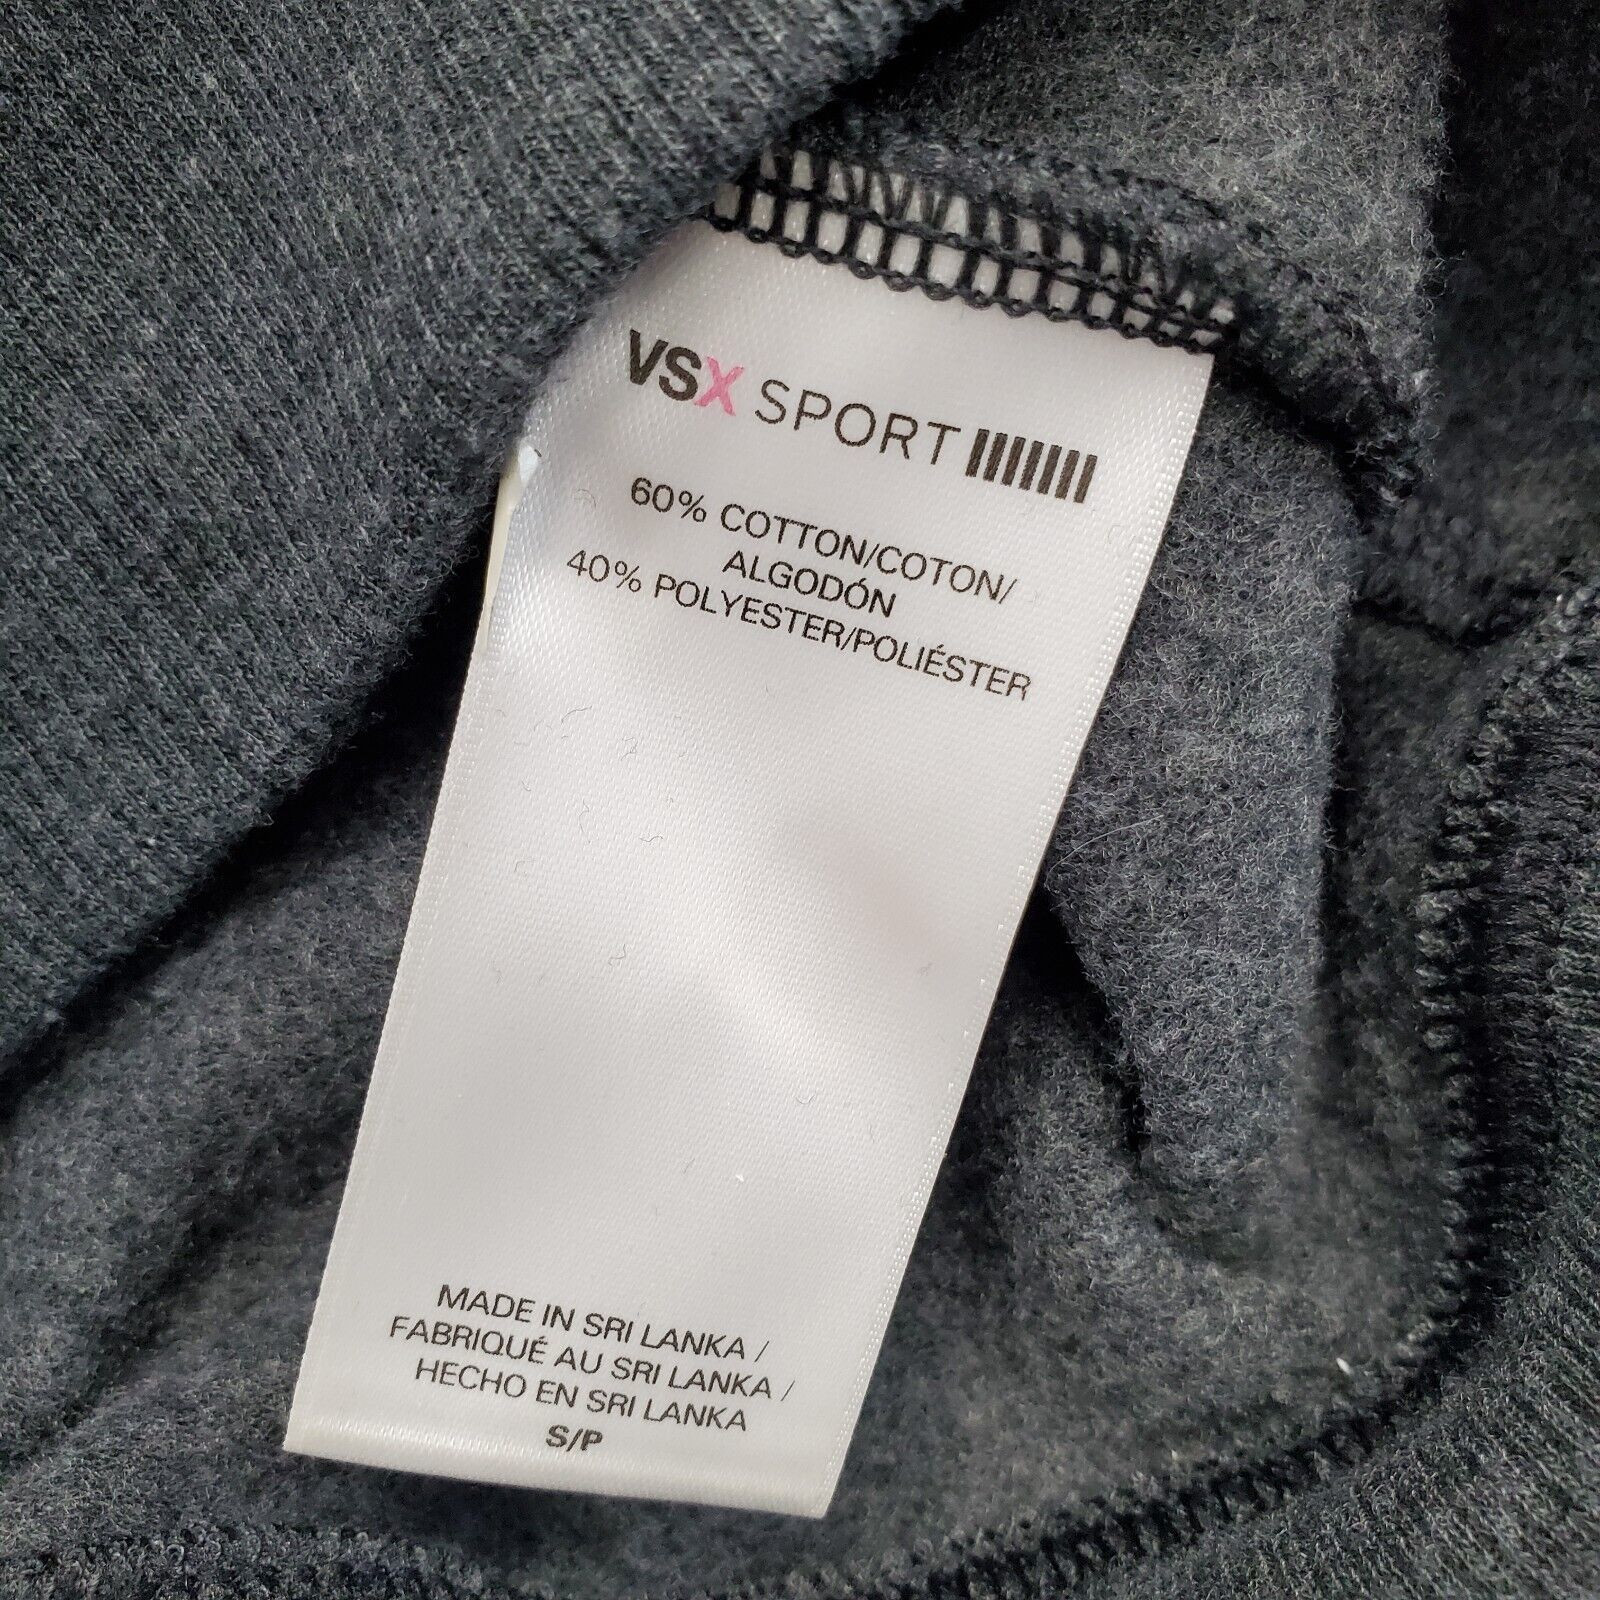 VSX SPORT
60% COTTON/COTON/
ALGODÓN
40% POLYESTER/POLIÉSTER
MADE IN SRI LANKA /
FABRIQUÉ AU SRI LANKA /
HECHO EN SRI LANKA
S/P